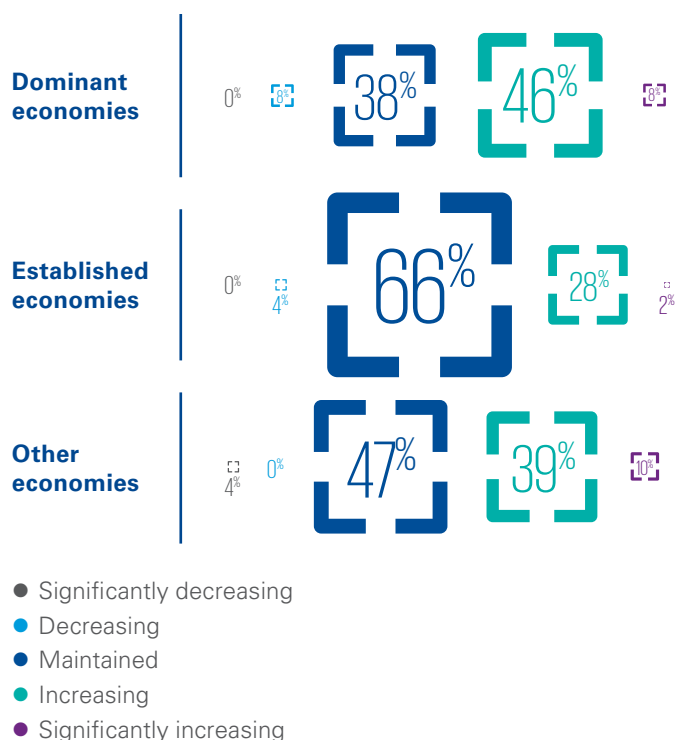 Dominant
economies
0% 8% 38% 46% 8%
Established
economies
0% 4% 66% 28% 2%
Other
economies
4% 0% 47% 39% 10%
Significantly decreasing
Decreasing
Maintained
Increasing
Significantly increasing